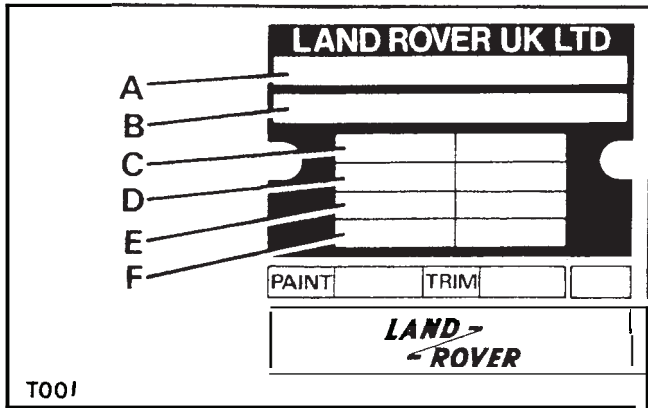 LAND ROVER UK LTD
A
B
C
D
E
F
PAINT TRIM
LAND-
-ROVER
T001